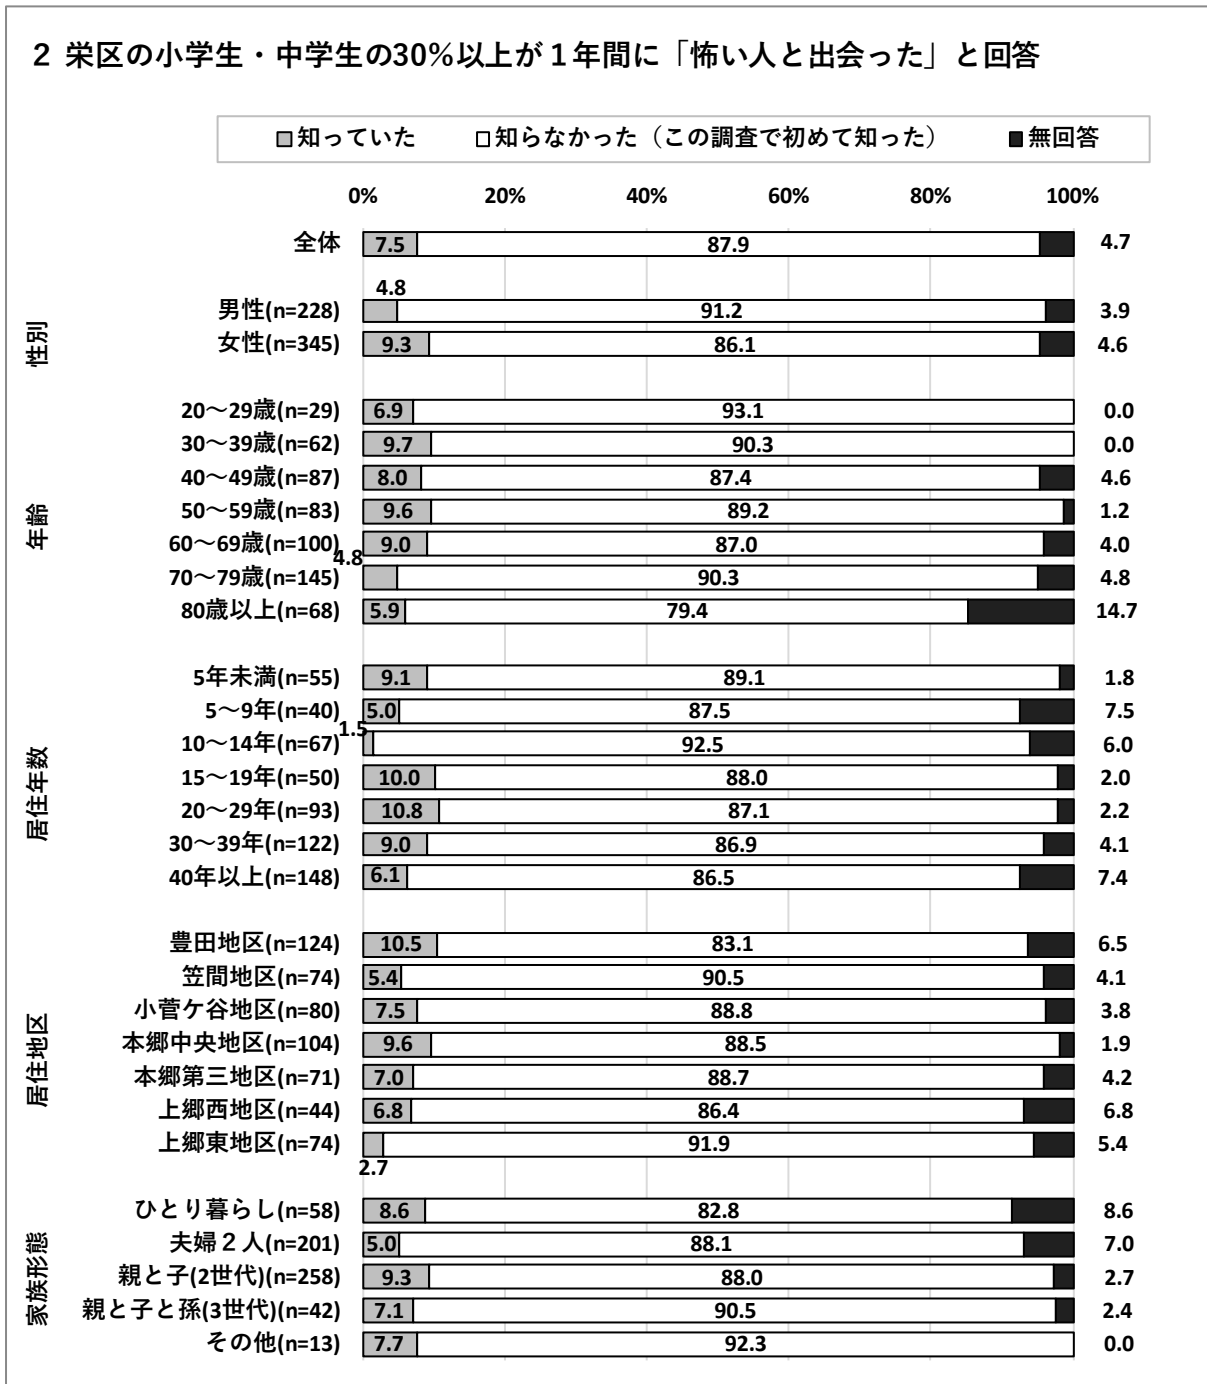 2 栄区の小学生・中学生の30%以上が１年間に「怖い人と出会った」と回答
知っていた 知らなかった（この調査で初めて知った） 無回答
0% 20% 40% 60% 80% 100%
全体 7.5 87.9 4.7
性別
4.8
男性(n=228) 91.2 3.9
女性(n=345) 9.3 86.1 4.6
年齢
20～29歳(n=29) 6.9 93.1 0.0
30～39歳(n=62) 9.7 90.3 0.0
40～49歳(n=87) 8.0 87.4 4.6
50～59歳(n=83) 9.6 89.2 1.2
60～69歳(n=100) 9.0 87.0 4.0
4.8
70～79歳(n=145) 90.3 4.8
80歳以上(n=68) 5.9 79.4 14.7
居住年数
5年未満(n=55) 9.1 89.1 1.8
5～9年(n=40) 5.0 87.5 7.5
1.5
10～14年(n=67) 92.5 6.0
15～19年(n=50) 10.0 88.0 2.0
20～29年(n=93) 10.8 87.1 2.2
30～39年(n=122) 9.0 86.9 4.1
40年以上(n=148) 6.1 86.5 7.4
居住地区
豊田地区(n=124) 10.5 83.1 6.5
笠間地区(n=74) 5.4 90.5 4.1
小菅ケ谷地区(n=80) 7.5 88.8 3.8
本郷中央地区(n=104) 9.6 88.5 1.9
本郷第三地区(n=71) 7.0 88.7 4.2
上郷西地区(n=44) 6.8 86.4 6.8
上郷東地区(n=74) 91.9 5.4
2.7
家族形態
ひとり暮らし(n=58) 8.6 82.8 8.6
夫婦２人(n=201) 5.0 88.1 7.0
親と子(2世代)(n=258) 9.3 88.0 2.7
親と子と孫(3世代)(n=42) 7.1 90.5 2.4
その他(n=13) 7.7 92.3 0.0